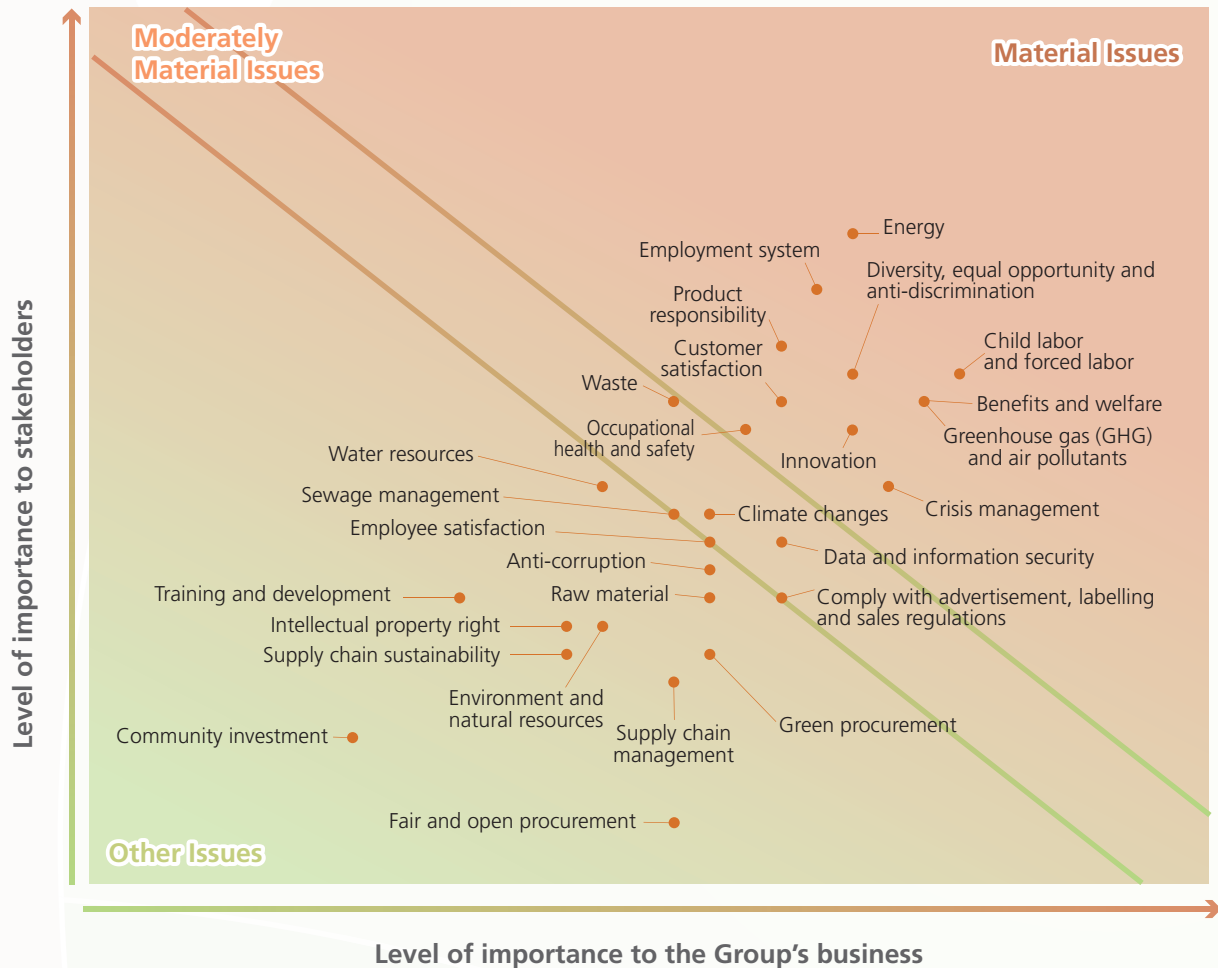 Moderately
Material Issues
Material Issues
Energy
Employment system
Diversity, equal opportunity and
anti-discrimination
Product
responsibility
Child labor
and forced labor
Customer
satisfaction
Waste
Benefits and welfare
Occupational
health and safety
Greenhouse gas (GHG)
and air pollutants
Innovation
Water resources
Sewage management
Crisis management
Climate changes
Employee satisfaction
Data and information security
Anti-corruption
Training and development
Raw material
Comply with advertisement, labelling
and sales regulations
Intellectual property right
Supply chain sustainability
Environment and
natural resources
Green procurement
Supply chain
management
Community investment
Fair and open procurement
Other Issues
Level of importance to stakeholders
Level of importance to the Group’s business